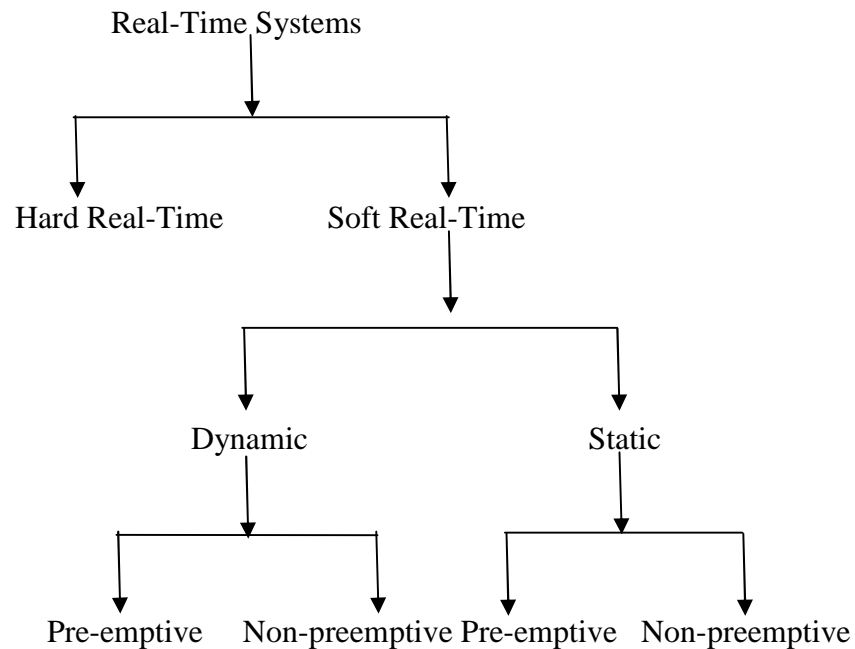 Real-Time Systems
Hard Real-Time Soft Real-Time
Dynamic Static
Pre-emptive Non-preemptive Pre-emptive Non-preemptive